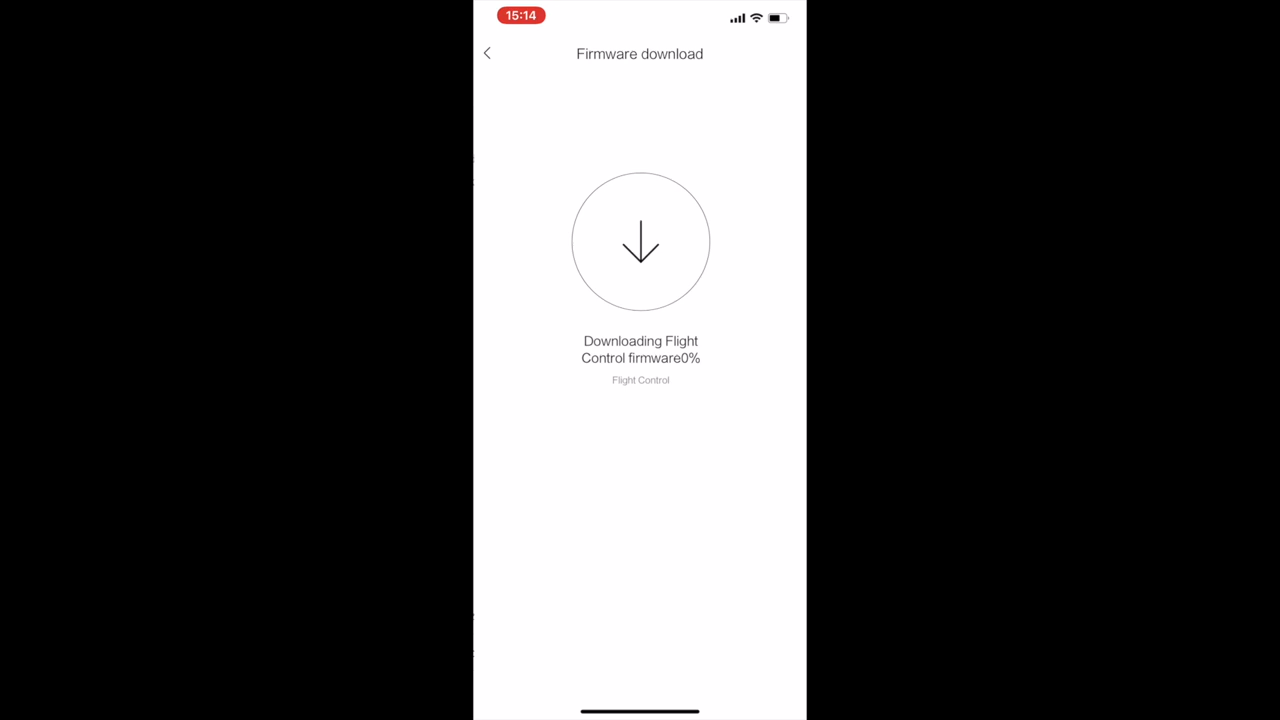 15:14
Firmware download
Downloading Flight
Control firmware0%
Flight Control